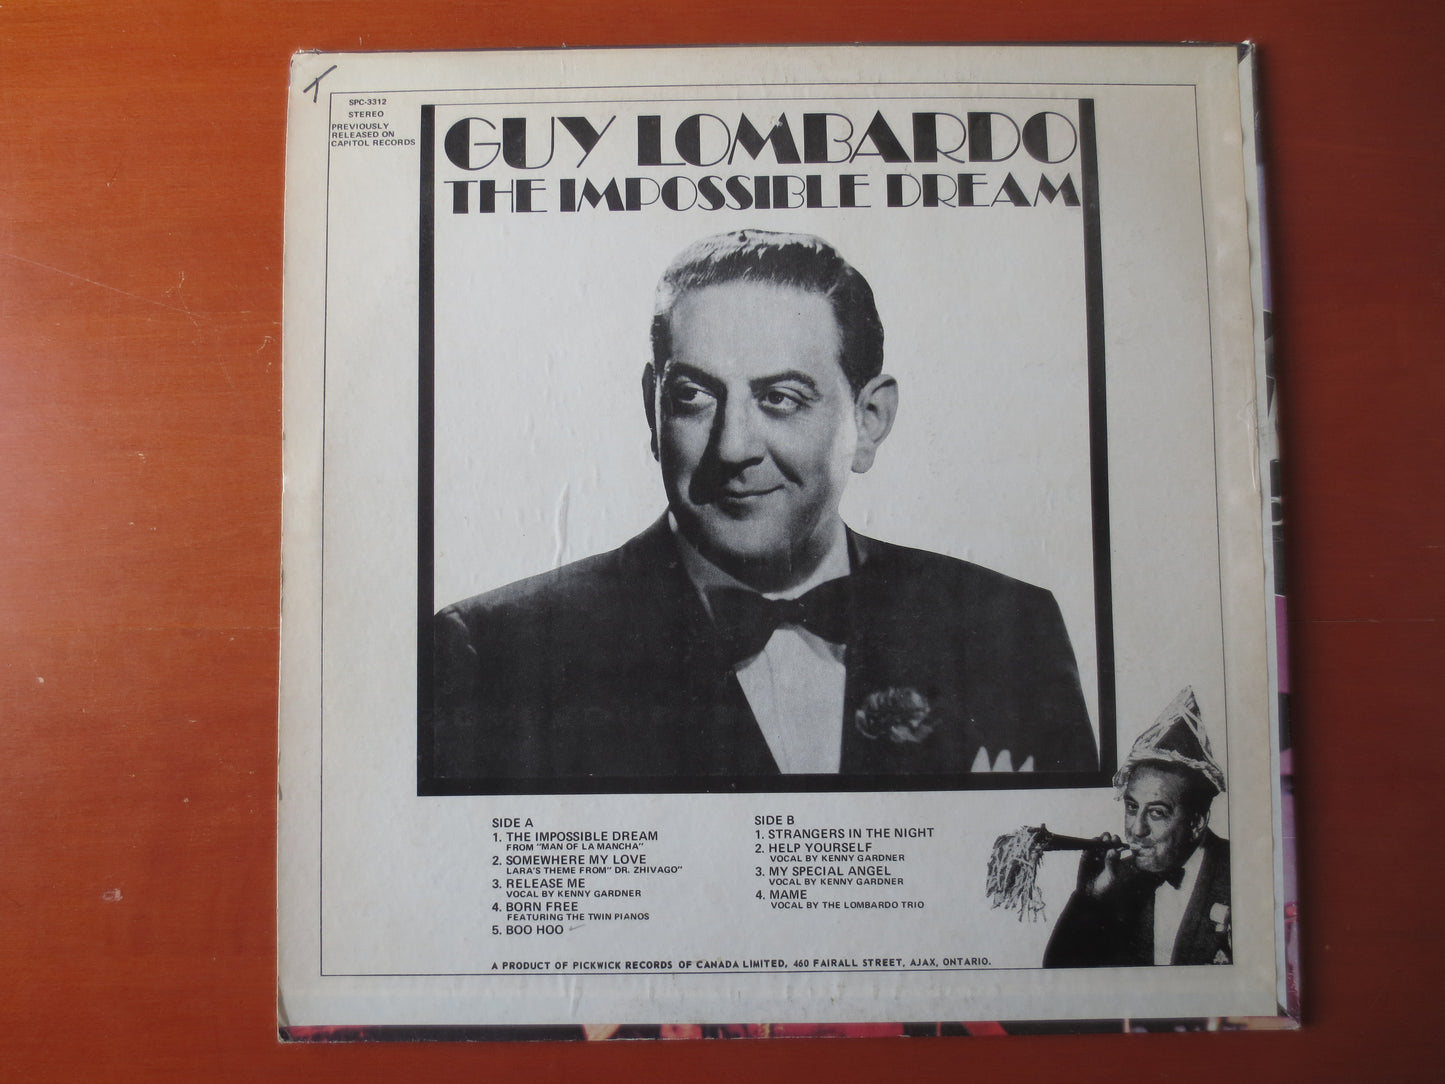 SPC-3312
STEREO
PREVIOUSLY
RELEASED ON
CAPITOL RECORDS
GUY LOMBARDO
THE IMPOSSIBLE DREAM
SIDE A
1. THE IMPOSSIBLE DREAM
FROM "MAN OF LA MANCHA"
2. SOMEWHERE MY LOVE
LARA'S THEME FROM" DR. ZHIVAGO"
3. RELEASE ME
VOCAL BY KENNY GARDNER
4. BORN FREE
FEATURING THE TWIN PIANOS
5. BOO HOO
SIDE B
1. STRANGERS IN THE NIGHT
2. HELP YOURSELF
VOCAL BY KENNY GARDNER
3. MY SPECIAL ANGEL
VOCAL BY KENNY GARDNER
4. MAME
VOCAL BY THE LOMBARDO TRIO
A PRODUCT OF PICKWICK RECORDS OF CANADA LIMITED, 460 FAIRALL STREET, AJAX, ONTARIO.